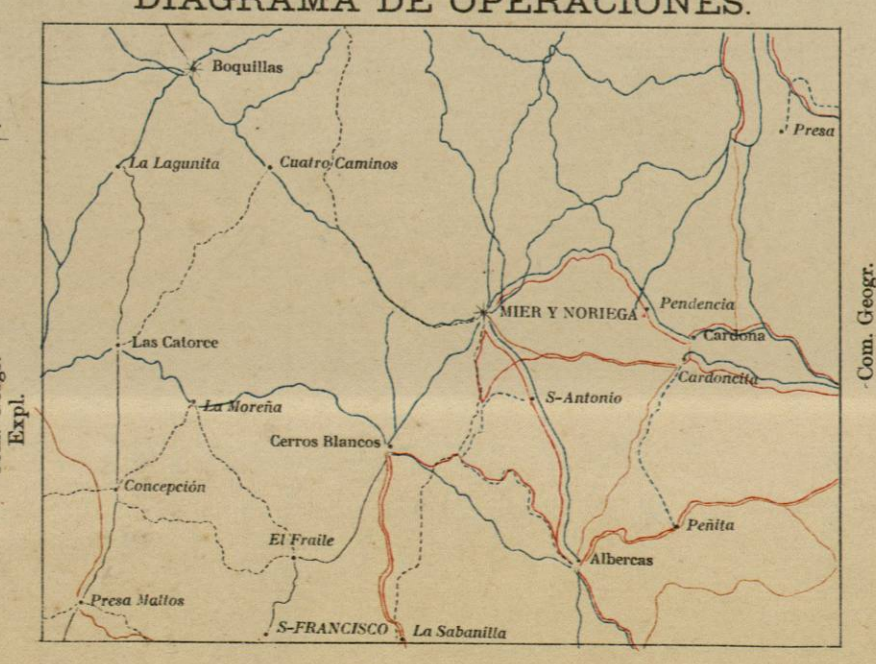 DIAGRAMA DE OPERACIONES.
Boquillas
Presa
La Lagunita
Cuatro Caminos
MIER Y NORIEGA
Pendencia
Cardona
Las Catorce
Cardoncita
S-Antonio
La Moreña
Cerros Blancos
Concepción
Peñita
El Fraile
Albercas
Presa Maltos
S-FRANCISCO
La Sabanilla
Expl.
Com. Geogr.